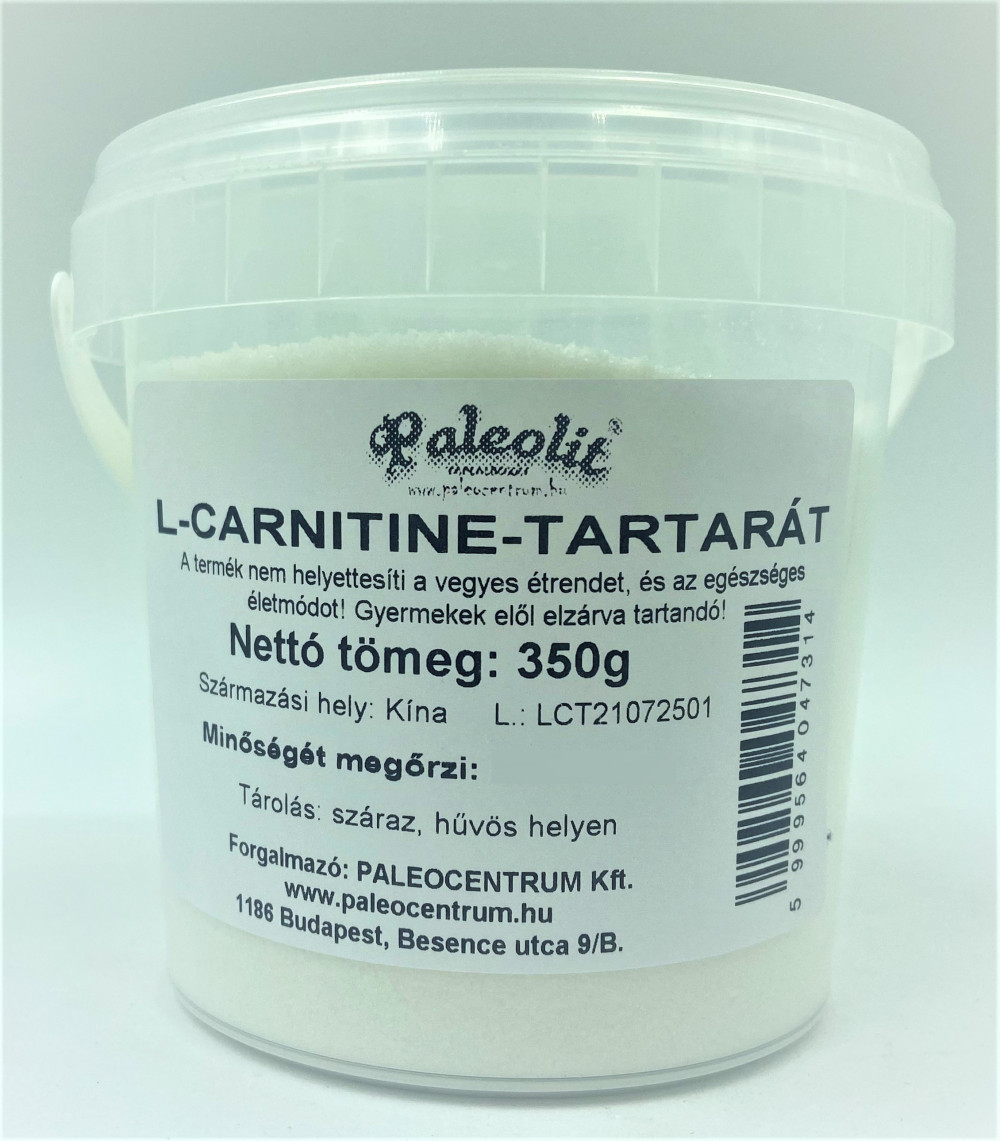 Paleolit®
www.paleocentrum.hu
L-CARNITINE-TARTARÁT
A termék nem helyettesíti a vegyes étrendet, és az egészséges
életmódot! Gyermekek elől elzárva tartandó!
Nettó tömeg: 350g
Származási hely: Kína L.: LCT21072501
Minőségét megőrzi:
Tárolás: száraz, hűvös helyen
Forgalmazó: PALEOCENTRUM Kft.
www.paleocentrum.hu
1186 Budapest, Besence utca 9/B.
5 999564 047314